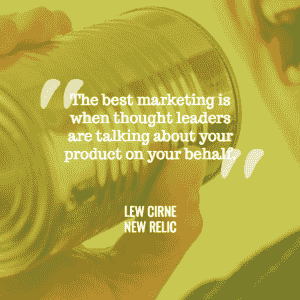 "The best marketing is
when thought leaders
are talking about your
product on your behalf."
LEW CIRNE
NEW RELIC